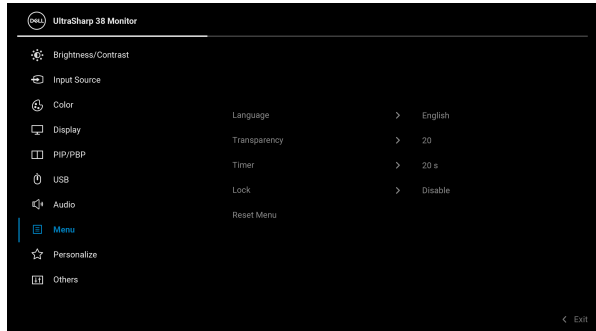 DELL UltraSharp 38 Monitor
Brightness/Contrast
Input Source
Color
Display
PIP/PBP
USB
Audio
Menu
Personalize
Others
Language > English
Transparency > 20
Timer > 20 s
Lock > Disable
Reset Menu
< Exit